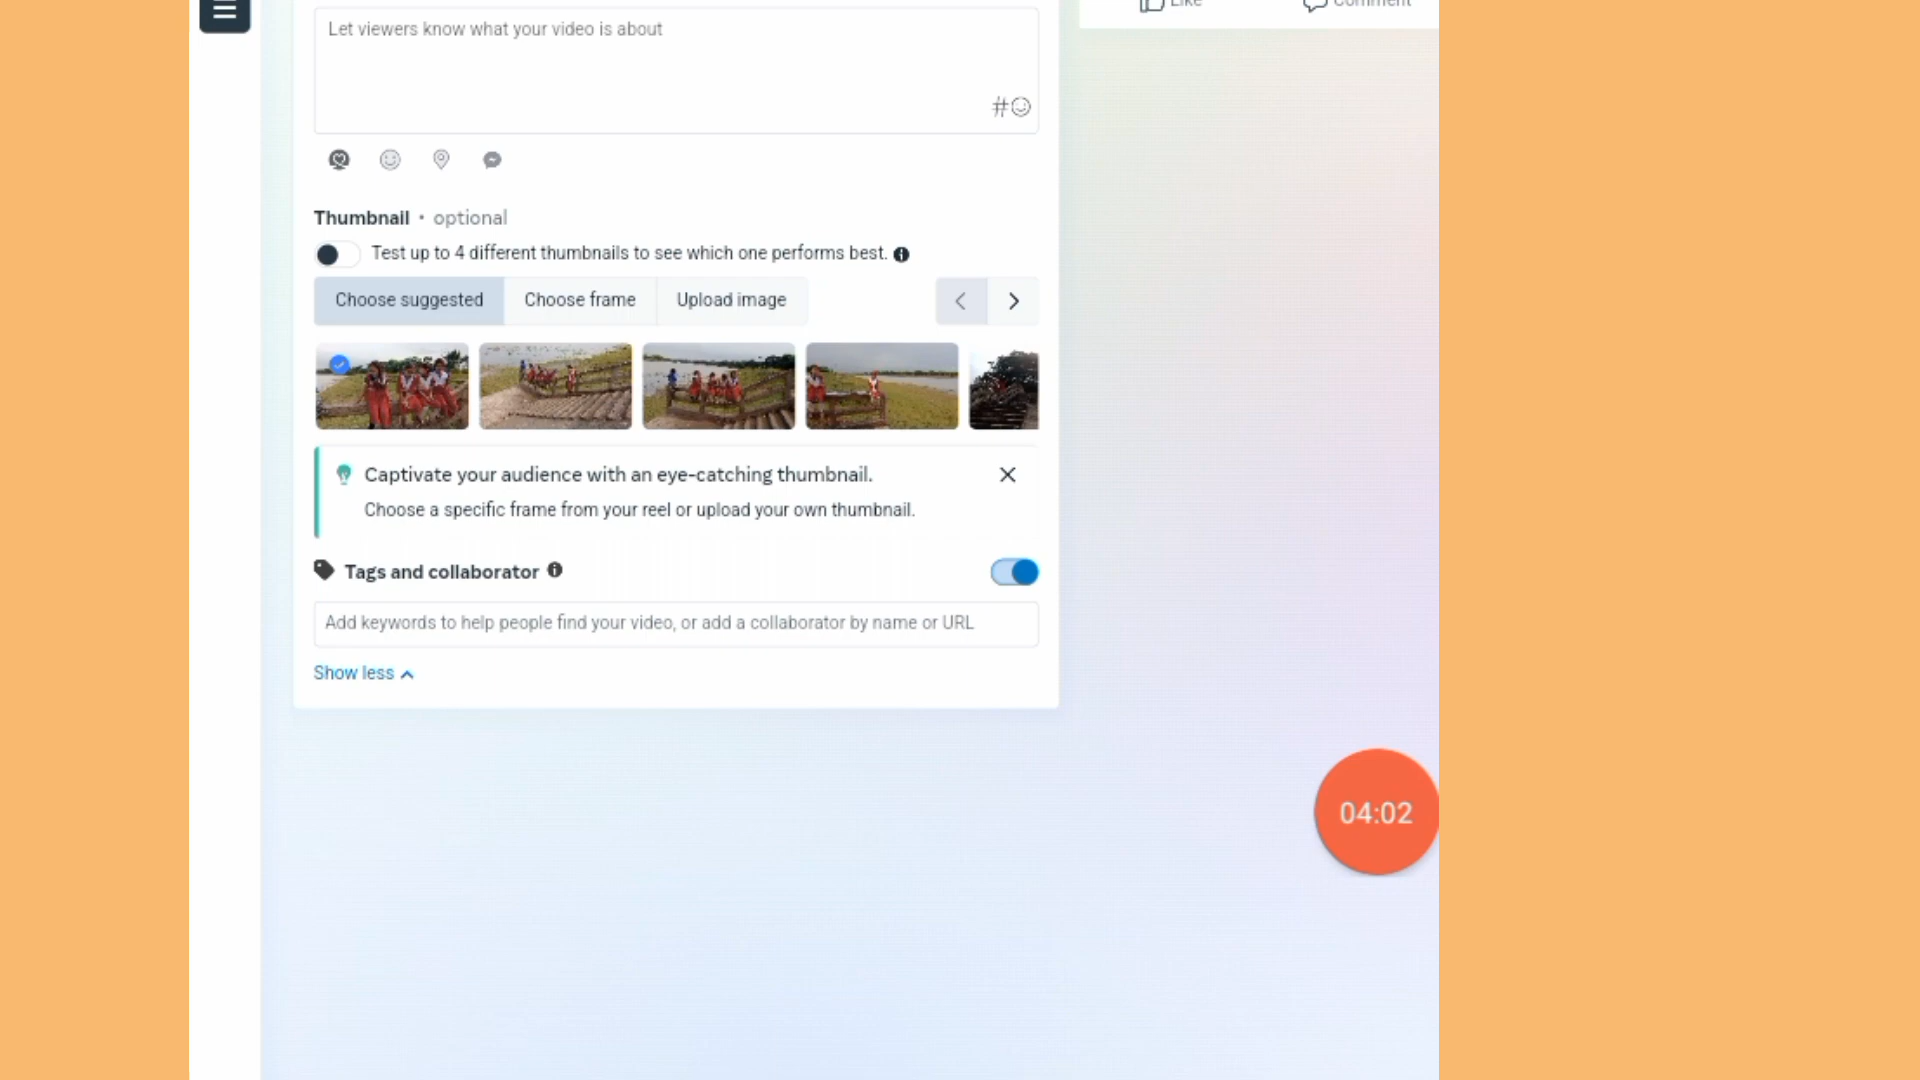 Like
Comment
Let viewers know what your video is about
#
Thumbnail • optional
Test up to 4 different thumbnails to see which one performs best.
Choose suggested
Choose frame
Upload image
Captivate your audience with an eye-catching thumbnail.
Choose a specific frame from your reel or upload your own thumbnail.
Tags and collaborator
Add keywords to help people find your video, or add a collaborator by name or URL
Show less
04:02